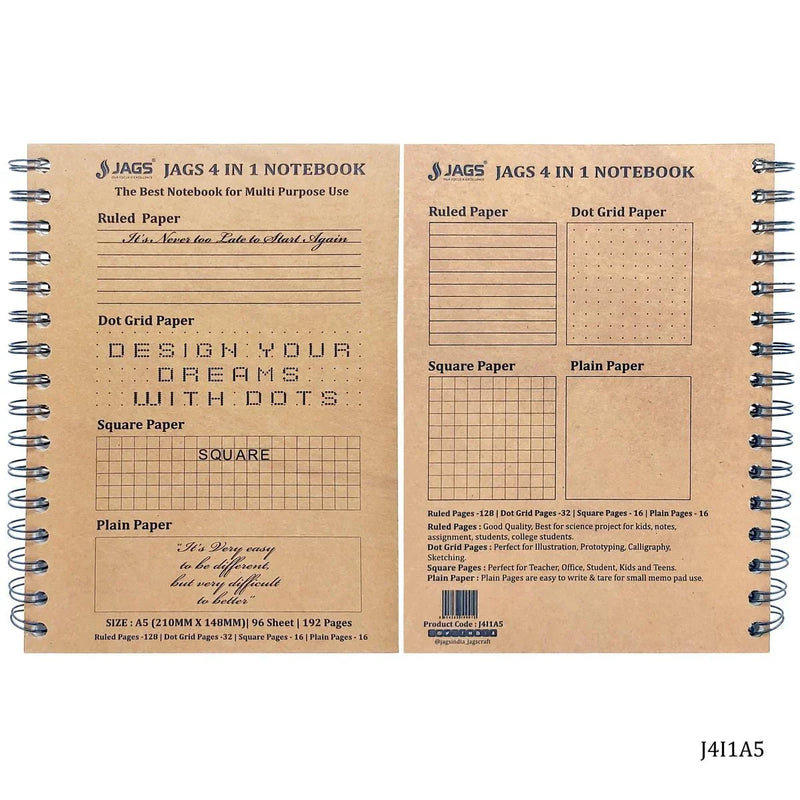 JAGS JAGS 4 IN 1 NOTEBOOK
The Best Notebook for Multi Purpose Use
Ruled Paper
It's Never too Late to Start Again
Dot Grid Paper
DESIGN YOUR
DREAMS
WITH DOTS
Square Paper
SQUARE
Plain Paper
"It's Very easy
to be different,
but very difficult
to better"
SIZE : A5 (210MM X 148MM)| 96 Sheet | 192 Pages
Ruled Pages -128 | Dot Grid Pages -32 | Square Pages - 16 | Plain Pages - 16
JAGS JAGS 4 IN 1 NOTEBOOK
Ruled Paper
Dot Grid Paper
Square Paper
Plain Paper
Ruled Pages -128 | Dot Grid Pages -32 | Square Pages - 16 | Plain Pages - 16
Ruled Pages : Good Quality, Best for science project for kids, notes,
assignment, students, college students.
Dot Grid Pages : Perfect for Illustration, Prototyping, Calligraphy,
Sketching.
Square Pages : Perfect for Teacher, Office, Student, Kids and Teens.
Plain Paper : Plain Pages are easy to write & tare for small memo pad use.
Product Code : J4I1A5
@jagsindia_jagscraft
J4I1A5